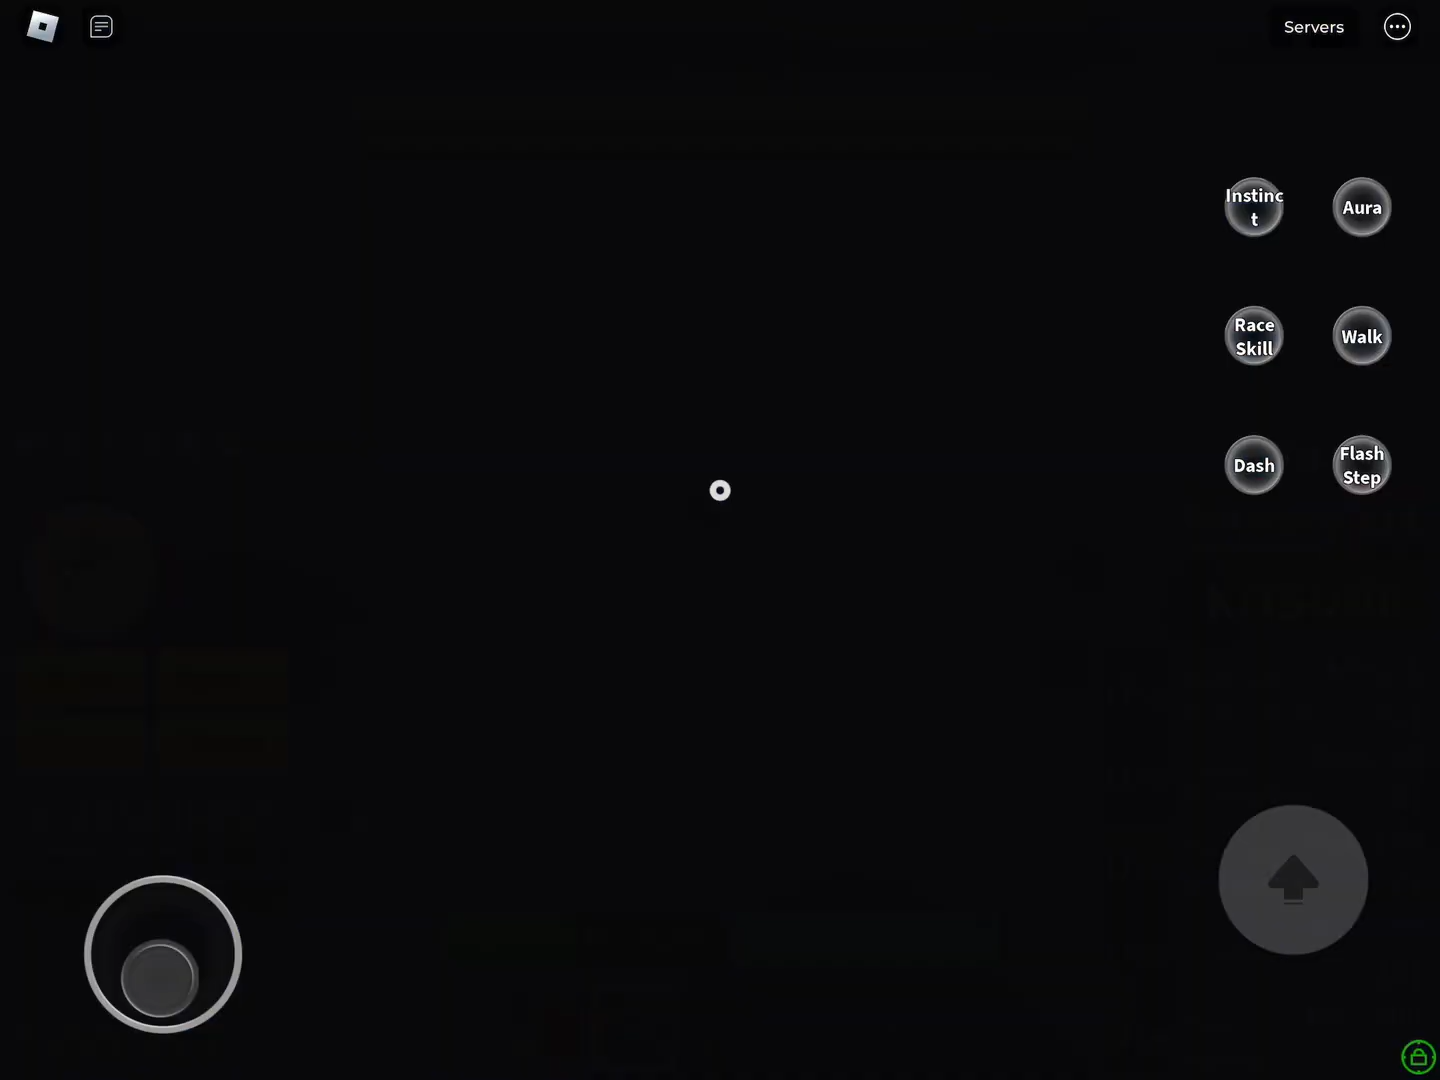 Servers
Instinc
t
Aura
Race
Skill
Walk
Dash
Flash
Step